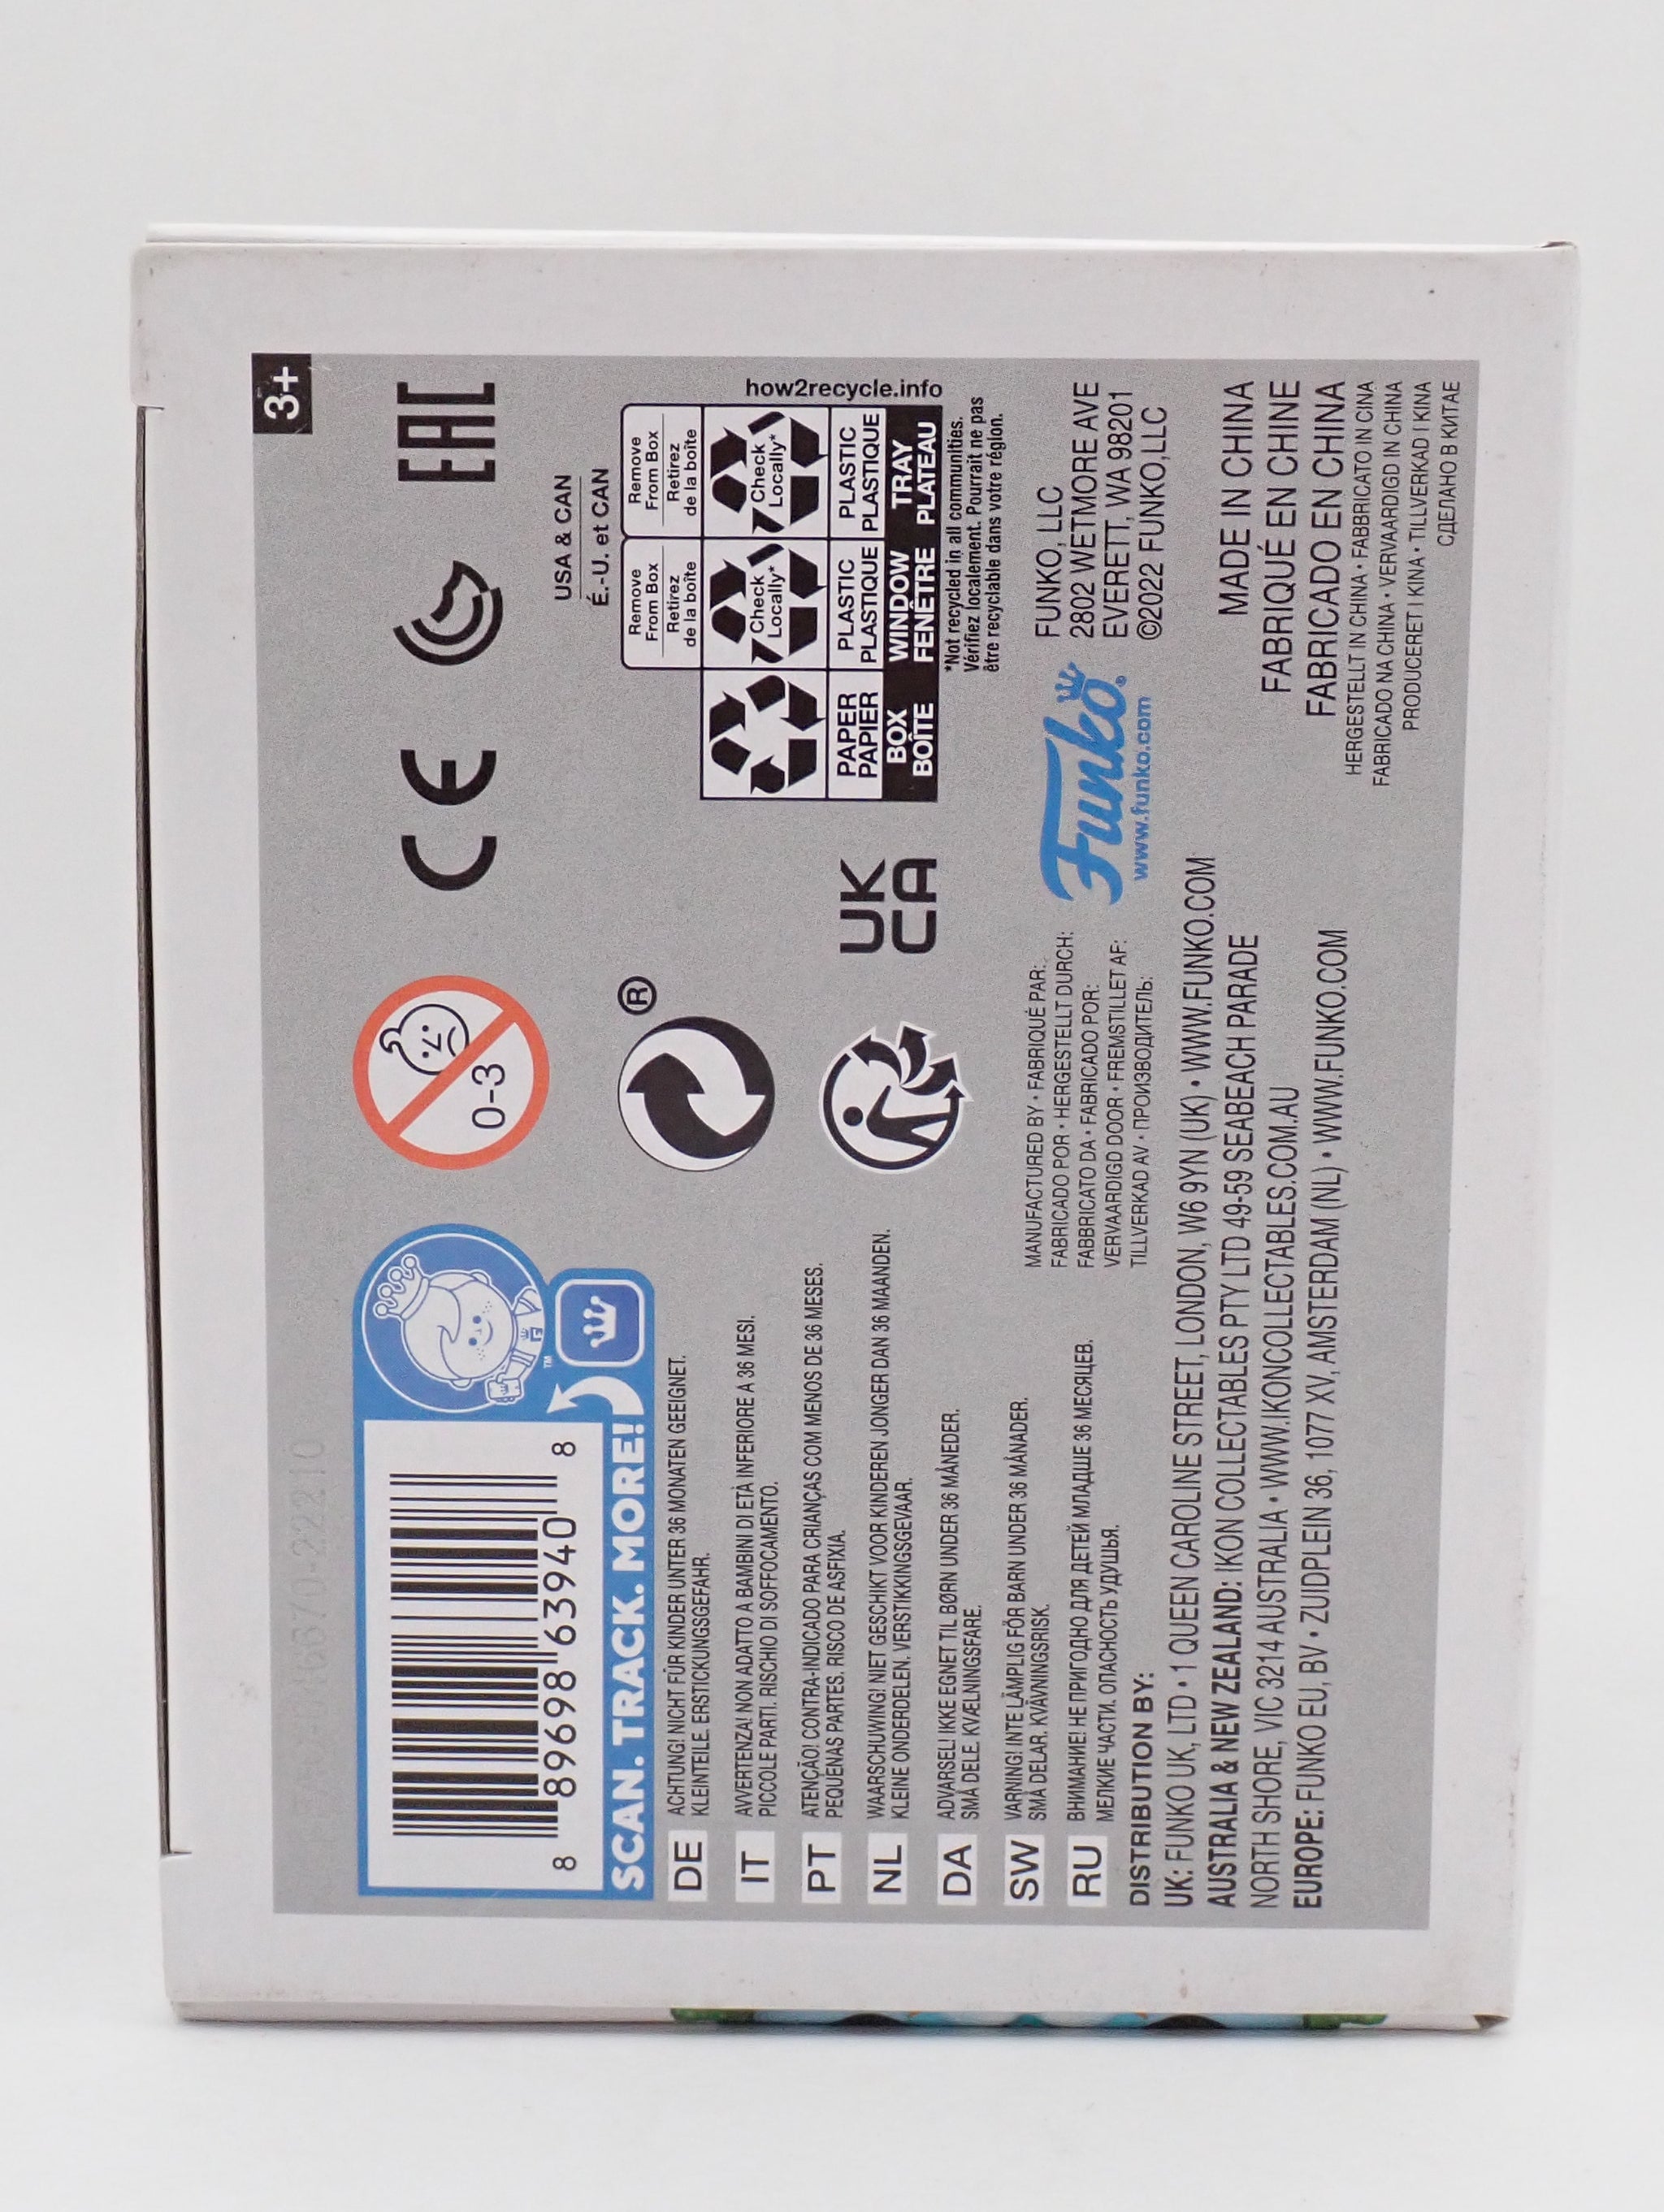 3+
8 89698 63940 8
SCAN. TRACK. MORE!
™
0-3
CE
EAC
®
UK
CA
USA & CAN
É.-U. et CAN
Remove
From Box
Retirez
de la boîte
Remove
From Box
Retirez
de la boîte
Check
Locally*
Check
Locally*
PAPER
PAPIER
PLASTIC
PLASTIQUE
PLASTIC
PLASTIQUE
BOX
BOÎTE
WINDOW
FENÊTRE
TRAY
PLATEAU
how2recycle.info
*Not recycled in all communities.
Vérifiez localement. Pourrait ne pas
être recyclable dans votre région.
DE ACHTUNG! NICHT FÜR KINDER UNTER 36 MONATEN GEEIGNET.
KLEINTEILE. ERSTICKUNGSGEFAHR.
IT AVVERTENZA! NON ADATTO A BAMBINI DI ETÀ INFERIORE A 36 MESI.
PICCOLE PARTI. RISCHIO DI SOFFOCAMENTO.
PT ATENÇÃO! CONTRA-INDICADO PARA CRIANÇAS COM MENOS DE 36 MESES.
PEQUENAS PARTES. RISCO DE ASFIXIA.
NL WAARSCHUWING! NIET GESCHIKT VOOR KINDEREN JONGER DAN 36 MAANDEN.
KLEINE ONDERDELEN. VERSTIKKINGSGEVAAR.
DA ADVARSEL! IKKE EGNET TIL BØRN UNDER 36 MÅNEDER.
SMÅ DELE. KVÆLNINGSFARE.
SW VARNING! INTE LÄMPLIG FÖR BARN UNDER 36 MÅNADER.
SMÅ DELAR. KVÄVNINGSRISK.
RU ВНИМАНИЕ! НЕ ПРИГОДНО ДЛЯ ДЕТЕЙ МЛАДШЕ 36 МЕСЯЦЕВ.
МЕЛКИЕ ЧАСТИ. ОПАСНОСТЬ УДУШЬЯ.
MANUFACTURED BY • FABRIQUÉ PAR:
FABRICADO POR • HERGESTELLT DURCH:
FABBRICATO DA • FABRICADO POR:
VERVAARDIGD DOOR • FREMSTILLET AF:
TILLVERKAD AV • ПРОИЗВОДИТЕЛЬ:
Funko®
www.funko.com
FUNKO, LLC
2802 WETMORE AVE
EVERETT, WA 98201
©2022 FUNKO,LLC
DISTRIBUTION BY:
UK: FUNKO UK, LTD • 1 QUEEN CAROLINE STREET, LONDON, W6 9YN (UK) • WWW.FUNKO.COM
AUSTRALIA & NEW ZEALAND: IKON COLLECTABLES PTY LTD 49-59 SEABEACH PARADE
NORTH SHORE, VIC 3214 AUSTRALIA • WWW.IKONCOLLECTABLES.COM.AU
EUROPE: FUNKO EU, BV • ZUIDPLEIN 36, 1077 XV, AMSTERDAM (NL) • WWW.FUNKO.COM
MADE IN CHINA
FABRIQUÉ EN CHINE
FABRICADO EN CHINA
HERGESTELLT IN CHINA • FABBRICATO IN CINA
FABRICADO NA CHINA • VERVAARDIGD IN CHINA
PRODUCERET I KINA • TILLVERKAD I KINA
СДЕЛАНО В КИТАЕ